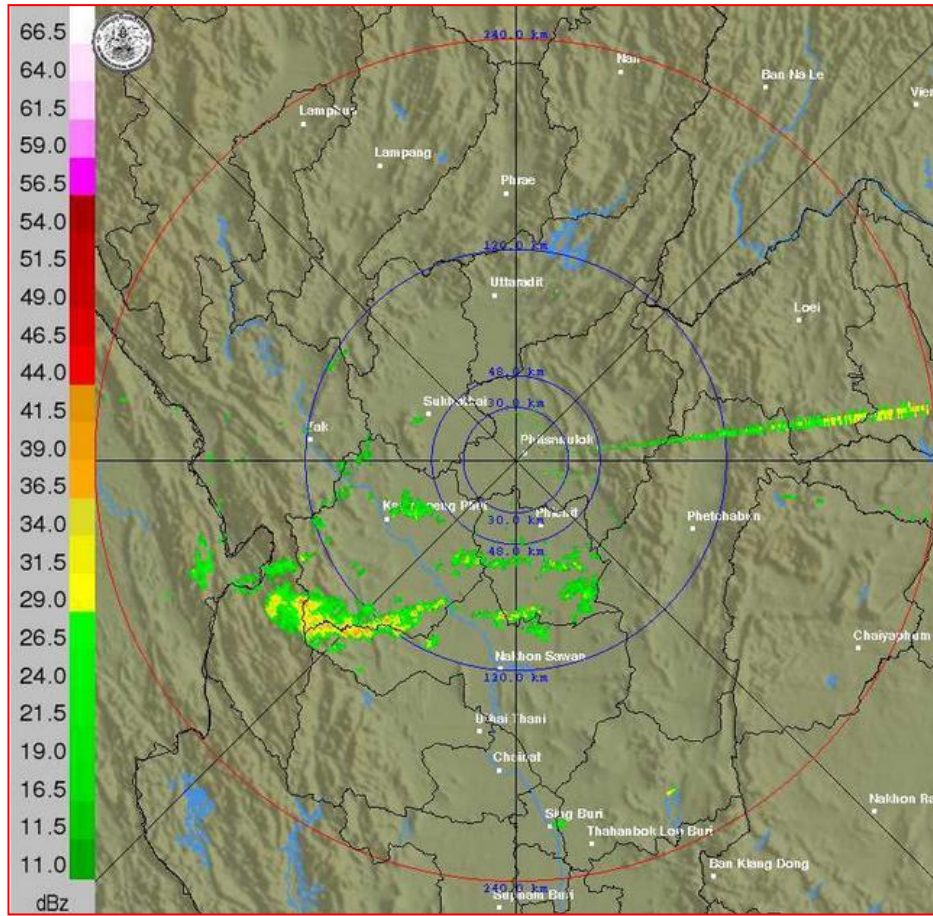 66.5
64.0
61.5
59.0
56.5
54.0
51.5
49.0
46.5
44.0
41.5
39.0
36.5
34.0
31.5
29.0
26.5
24.0
21.5
19.0
16.5
11.5
11.0
dBz
240.0 km
Nan
Ban Na Le
Lamphun
Lampang
Phrae
120.0 km
Uttaradit
Loei
48.0 km
Sukhothai
30.0 km
Tak
Phitsanulok
Phichit
30.0 km
Phetchabun
48.0 km
Chaiyaphum
Nakhon Sawan
120.0 km
Uthai Thani
Chainat
Sing Buri
Thahanbok Lop Buri
Ban Klang Dong
240.0 km
Suphan Buri